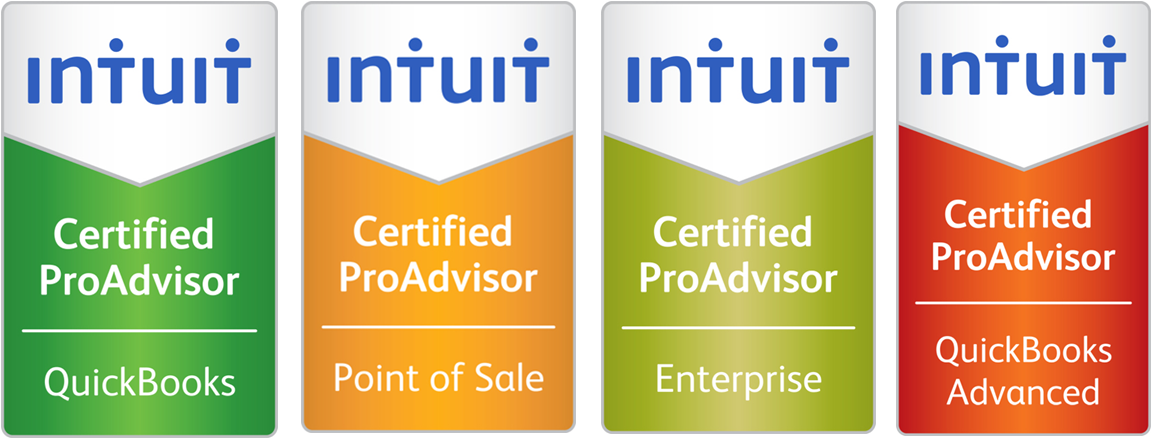 intuit
Certified
ProAdvisor
QuickBooks
intuit
Certified
ProAdvisor
Point of Sale
intuit
Certified
ProAdvisor
Enterprise
intuit
Certified
ProAdvisor
QuickBooks
Advanced